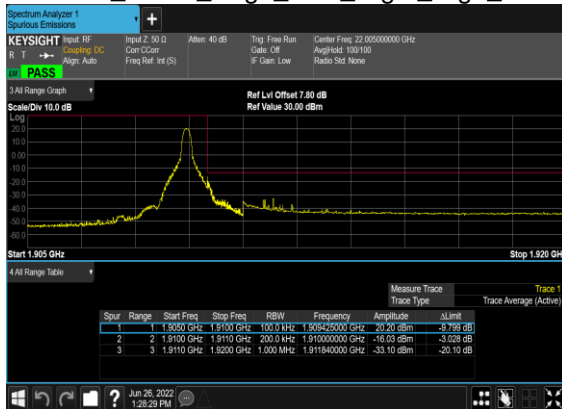 Spectrum Analyzer 1
Spurious Emissions
+
KEYSIGHT Input: RF Input Z: 50 Ω Atten: 40 dB Trig: Free Run Center Freq: 22.005000000 GHz
R T Coupling: DC Corr CCorr Gate: Off Avg|Hold: 100/100
Align: Auto Freq Ref: Int (S) IF Gain: Low Radio Std: None
PASS
3 All Range Graph
Ref Lvl Offset 7.80 dB
Scale/Div 10.0 dB Ref Value 30.00 dBm
Log
20.0
10.0
0.00
-10.0
-20.0
-30.0
-40.0
-50.0
-60.0
Start 1.905 GHz Stop 1.920 GH
4 All Range Table
Measure Trace Trace 1
Trace Type Trace Average (Active)
Spur Range Start Freq Stop Freq RBW Frequency Amplitude ΔLimit
1 1 1.9050 GHz 1.9100 GHz 100.0 kHz 1.909425000 GHz 20.20 dBm -9.799 dB
2 2 1.9100 GHz 1.9110 GHz 200.0 kHz 1.910000000 GHz -16.03 dBm -3.028 dB
3 3 1.9110 GHz 1.9200 GHz 1.000 MHz 1.911840000 GHz -33.10 dBm -20.10 dB
? Jun 26, 2022
1:28:29 PM